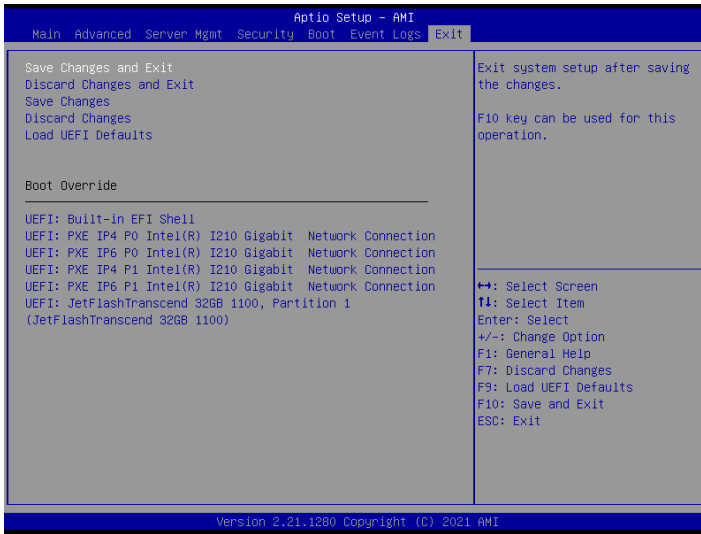 Aptio Setup – AMI
Main Advanced Server Mgmt Security Boot Event Logs Exit
Save Changes and Exit
Discard Changes and Exit
Save Changes
Discard Changes
Load UEFI Defaults
Boot Override
UEFI: Built-in EFI Shell
UEFI: PXE IP4 P0 Intel(R) I210 Gigabit  Network Connection
UEFI: PXE IP6 P0 Intel(R) I210 Gigabit  Network Connection
UEFI: PXE IP4 P1 Intel(R) I210 Gigabit  Network Connection
UEFI: PXE IP6 P1 Intel(R) I210 Gigabit  Network Connection
UEFI: JetFlashTranscend 32GB 1100, Partition 1
(JetFlashTranscend 32GB 1100)
Exit system setup after saving
the changes.
F10 key can be used for this
operation.
↔: Select Screen
↑↓: Select Item
Enter: Select
+/-: Change Option
F1: General Help
F7: Discard Changes
F9: Load UEFI Defaults
F10: Save and Exit
ESC: Exit
Version 2.21.1280 Copyright (C) 2021 AMI